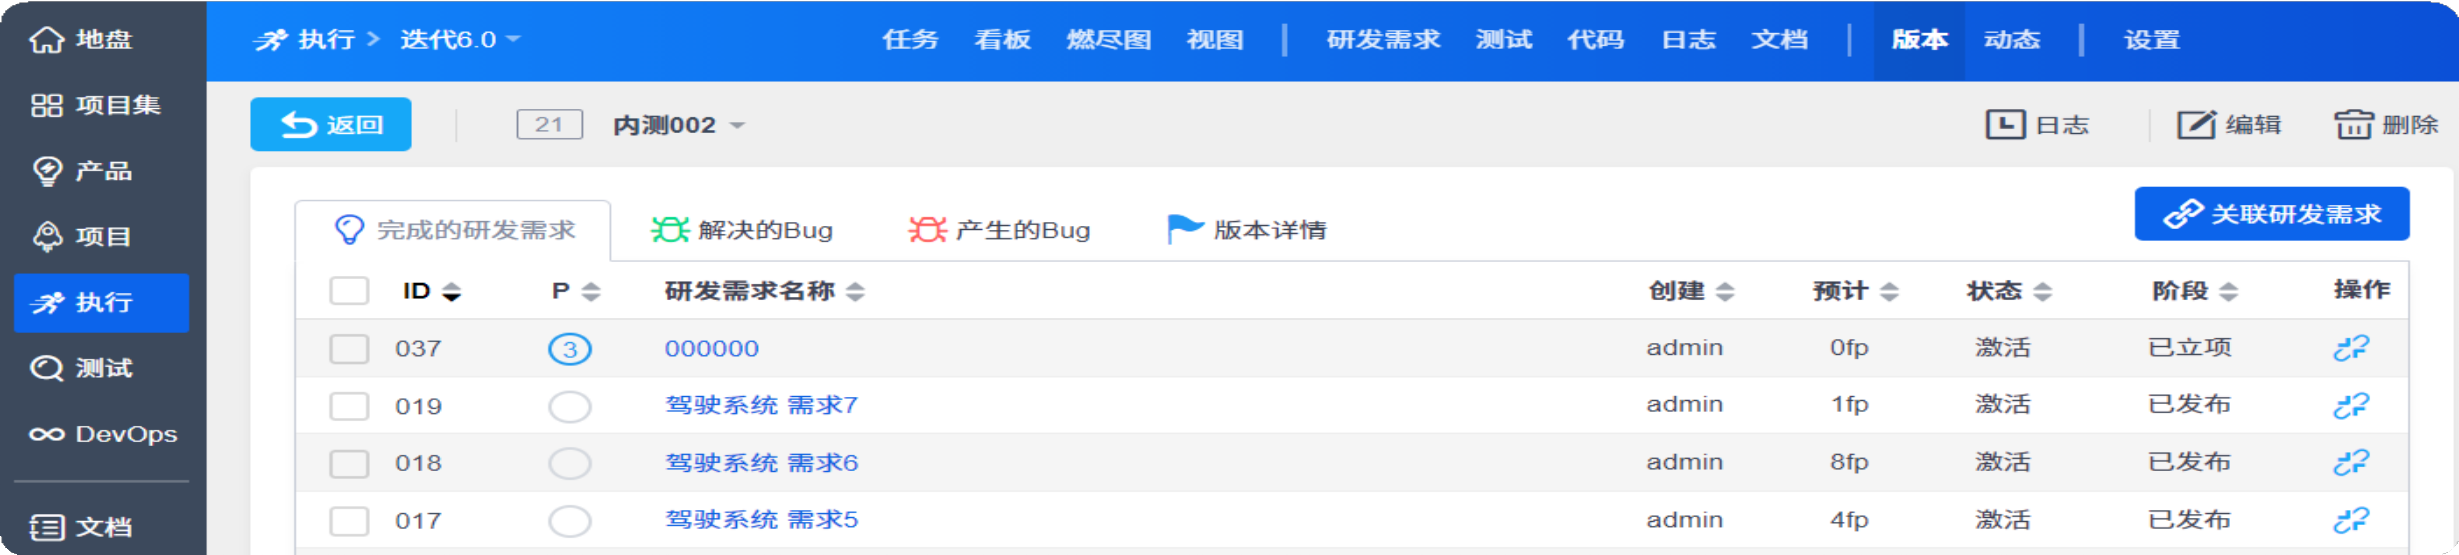 地盘
项目集
产品
项目
执行
测试
DevOps
文档
执行 > 迭代6.0
任务 看板 燃尽图 视图 研发需求 测试 代码 日志 文档 版本 动态 设置
返回 21 内测002 日志 编辑 删除
完成的研发需求 解决的Bug 产生的Bug 版本详情 关联研发需求
ID P 研发需求名称 创建 预计 状态 阶段 操作
037 3 000000 admin 0fp 激活 已立项
019 驾驶系统 需求7 admin 1fp 激活 已发布
018 驾驶系统 需求6 admin 8fp 激活 已发布
017 驾驶系统 需求5 admin 4fp 激活 已发布